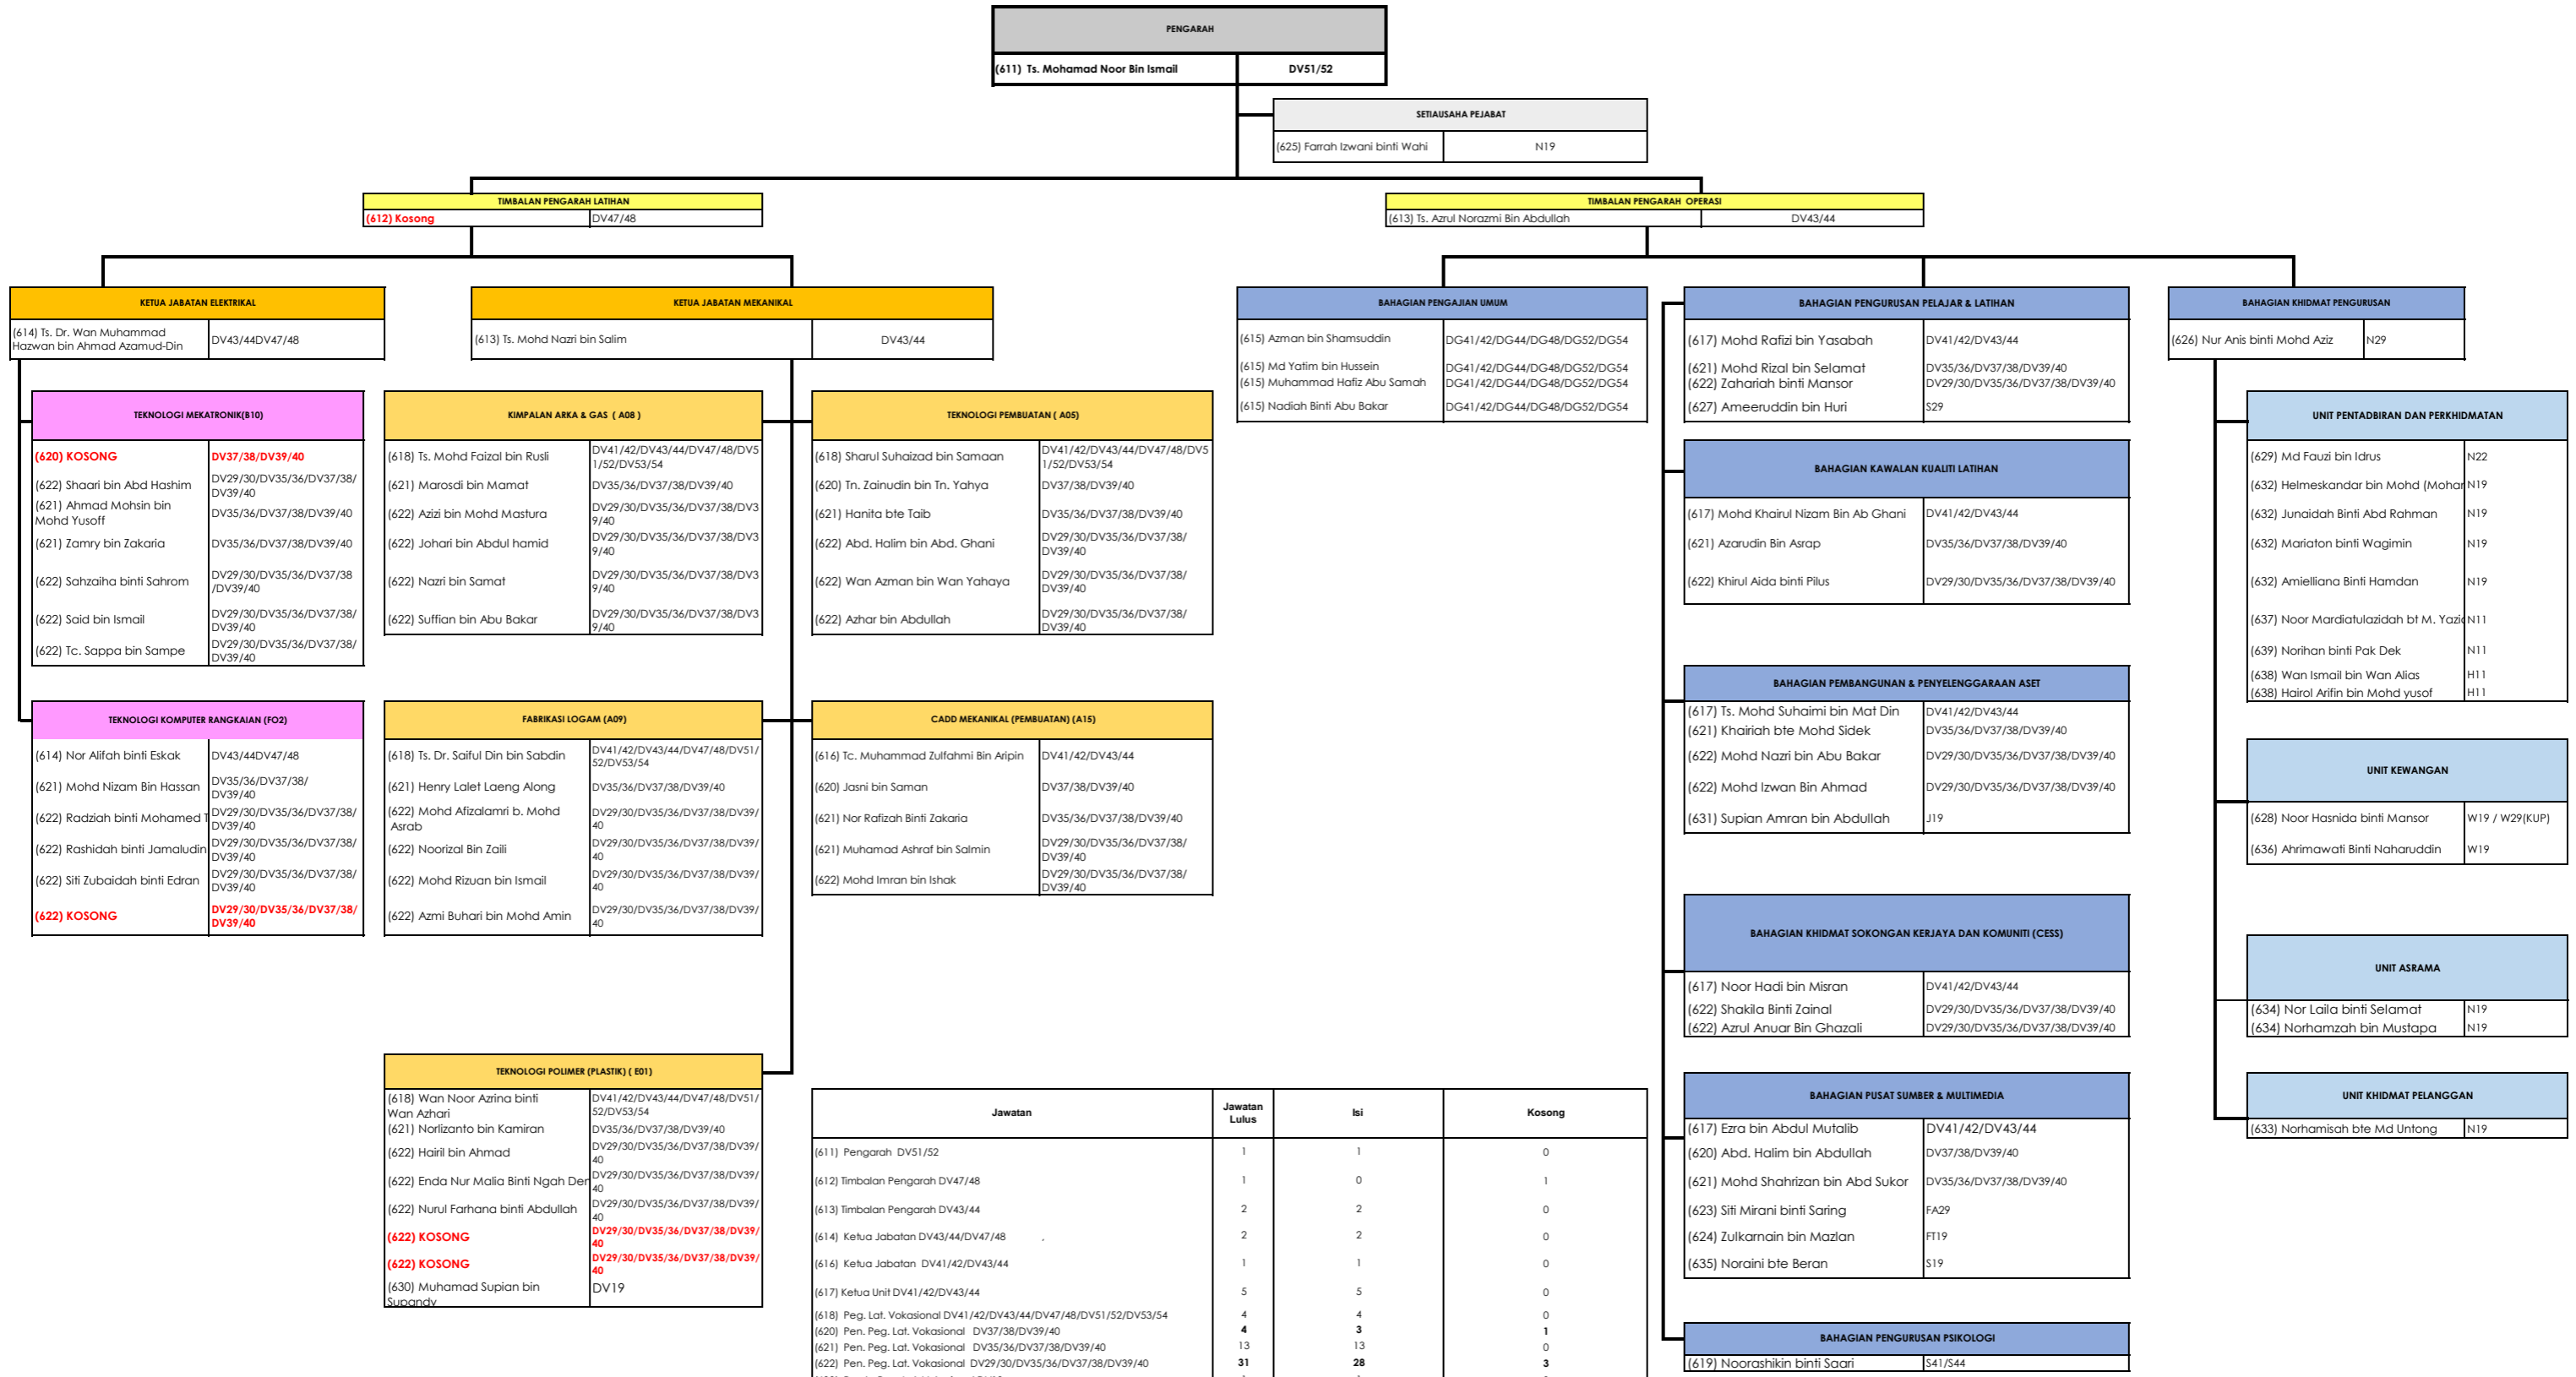 PENGARAH
(611) Ts. Mohamad Noor Bin Ismail DV51/52
SETIAUSAHA PEJABAT
(625) Farrah Izwani binti Wahi N19
TIMBALAN PENGARAH LATIHAN
(612) Kosong DV47/48
TIMBALAN PENGARAH OPERASI
(613) Ts. Azrul Norazmi Bin Abdullah DV43/44
KETUA JABATAN ELEKTRIKAL
(614) Ts. Dr. Wan Muhammad
Hazwan bin Ahmad Azamud-Din DV43/44DV47/48
KETUA JABATAN MEKANIKAL
(613) Ts. Mohd Nazri bin Salim DV43/44
TEKNOLOGI MEKATRONIK(B10)
(620) KOSONG DV37/38/DV39/40
(622) Shaari bin Abd Hashim DV29/30/DV35/36/DV37/38/
DV39/40
(621) Ahmad Mohsin bin
Mohd Yusoff DV35/36/DV37/38/DV39/40
(621) Zamry bin Zakaria DV35/36/DV37/38/DV39/40
(622) Sahzaiha binti Sahrom DV29/30/DV35/36/DV37/38
/DV39/40
(622) Said bin Ismail DV29/30/DV35/36/DV37/38/
DV39/40
(622) Tc. Sappa bin Sampe DV29/30/DV35/36/DV37/38/
DV39/40
TEKNOLOGI KOMPUTER RANGKAIAN (FO2)
(614) Nor Alifah binti Eskak DV43/44DV47/48
(621) Mohd Nizam Bin Hassan DV35/36/DV37/38/
DV39/40
(622) Radziah binti Mohamed T DV29/30/DV35/36/DV37/38/
DV39/40
(622) Rashidah binti Jamaludin DV29/30/DV35/36/DV37/38/
DV39/40
(622) Siti Zubaidah binti Edran DV29/30/DV35/36/DV37/38/
DV39/40
(622) KOSONG DV29/30/DV35/36/DV37/38/
DV39/40
KIMPALAN ARKA & GAS ( A08 )
(618) Ts. Mohd Faizal bin Rusli DV41/42/DV43/44/DV47/48/DV5
1/52/DV53/54
(621) Marosdi bin Mamat DV35/36/DV37/38/DV39/40
(622) Azizi bin Mohd Mastura DV29/30/DV35/36/DV37/38/DV3
9/40
(622) Johari bin Abdul hamid DV29/30/DV35/36/DV37/38/DV3
9/40
(622) Nazri bin Samat DV29/30/DV35/36/DV37/38/DV3
9/40
(622) Suffian bin Abu Bakar DV29/30/DV35/36/DV37/38/DV3
9/40
TEKNOLOGI PEMBUATAN ( A05)
(618) Sharul Suhaizad bin Samaan DV41/42/DV43/44/DV47/48/DV5
1/52/DV53/54
(620) Tn. Zainudin bin Tn. Yahya DV37/38/DV39/40
(621) Hanita bte Taib DV35/36/DV37/38/DV39/40
(622) Abd. Halim bin Abd. Ghani DV29/30/DV35/36/DV37/38/
DV39/40
(622) Wan Azman bin Wan Yahaya DV29/30/DV35/36/DV37/38/
DV39/40
(622) Azhar bin Abdullah DV29/30/DV35/36/DV37/38/
DV39/40
FABRIKASI LOGAM (A09)
(618) Ts. Dr. Saiful Din bin Sabdin DV41/42/DV43/44/DV47/48/DV51/
52/DV53/54
(621) Henry Lalet Laeng Along DV35/36/DV37/38/DV39/40
(622) Mohd Afizalamri b. Mohd
Asrab DV29/30/DV35/36/DV37/38/DV39/
40
(622) Noorizal Bin Zaili DV29/30/DV35/36/DV37/38/DV39/
40
(622) Mohd Rizuan bin Ismail DV29/30/DV35/36/DV37/38/DV39/
40
(622) Azmi Buhari bin Mohd Amin DV29/30/DV35/36/DV37/38/DV39/
40
CADD MEKANIKAL (PEMBUATAN) (A15)
(616) Tc. Muhammad Zulfahmi Bin Aripin DV41/42/DV43/44
(620) Jasni bin Saman DV37/38/DV39/40
(621) Nor Rafizah Binti Zakaria DV35/36/DV37/38/DV39/40
(621) Muhamad Ashraf bin Salmin DV29/30/DV35/36/DV37/38/
DV39/40
(622) Mohd Imran bin Ishak DV29/30/DV35/36/DV37/38/
DV39/40
TEKNOLOGI POLIMER (PLASTIK) ( E01)
(618) Wan Noor Azrina binti
Wan Azhari DV41/42/DV43/44/DV47/48/DV51/
52/DV53/54
(621) Norlizanto bin Kamiran DV35/36/DV37/38/DV39/40
(622) Hairil bin Ahmad DV29/30/DV35/36/DV37/38/DV39/
40
(622) Enda Nur Malia Binti Ngah Der DV29/30/DV35/36/DV37/38/DV39/
40
(622) Nurul Farhana binti Abdullah DV29/30/DV35/36/DV37/38/DV39/
40
(622) KOSONG DV29/30/DV35/36/DV37/38/DV39/
40
(622) KOSONG DV29/30/DV35/36/DV37/38/DV39/
40
(630) Muhamad Supian bin
Supandy DV19
Jawatan Jawatan Lulus Isi Kosong
(611) Pengarah DV51/52 1 1 0
(612) Timbalan Pengarah DV47/48 1 0 1
(613) Timbalan Pengarah DV43/44 2 2 0
(614) Ketua Jabatan DV43/44/DV47/48 2 2 0
(616) Ketua Jabatan DV41/42/DV43/44 1 1 0
(617) Ketua Unit DV41/42/DV43/44 5 5 0
(618) Peg. Lat. Vokasional DV41/42/DV43/44/DV47/48/DV51/52/DV53/54 4 4 0
(620) Pen. Peg. Lat. Vokasional DV37/38/DV39/40 4 3 1
(621) Pen. Peg. Lat. Vokasional DV35/36/DV37/38/DV39/40 13 13 0
(622) Pen. Peg. Lat. Vokasional DV29/30/DV35/36/DV37/38/DV39/40 31 28 3
BAHAGIAN PENGAJIAN UMUM
(615) Azman bin Shamsuddin DG41/42/DG44/DG48/DG52/DG54
(615) Md Yatim bin Hussein DG41/42/DG44/DG48/DG52/DG54
(615) Muhammad Hafiz Abu Samah DG41/42/DG44/DG48/DG52/DG54
(615) Nadiah Binti Abu Bakar DG41/42/DG44/DG48/DG52/DG54
BAHAGIAN PENGURUSAN PELAJAR & LATIHAN
(617) Mohd Rafizi bin Yasabah DV41/42/DV43/44
(621) Mohd Rizal bin Selamat DV35/36/DV37/38/DV39/40
(622) Zahariah binti Mansor DV29/30/DV35/36/DV37/38/DV39/40
(627) Ameeruddin bin Huri S29
BAHAGIAN KAWALAN KUALITI LATIHAN
(617) Mohd Khairul Nizam Bin Ab Ghani DV41/42/DV43/44
(621) Azarudin Bin Asrap DV35/36/DV37/38/DV39/40
(622) Khirul Aida binti Pilus DV29/30/DV35/36/DV37/38/DV39/40
BAHAGIAN PEMBANGUNAN & PENYELENGGARAAN ASET
(617) Ts. Mohd Suhaimi bin Mat Din DV41/42/DV43/44
(621) Khairiah bte Mohd Sidek DV35/36/DV37/38/DV39/40
(622) Mohd Nazri bin Abu Bakar DV29/30/DV35/36/DV37/38/DV39/40
(622) Mohd Izwan Bin Ahmad DV29/30/DV35/36/DV37/38/DV39/40
(631) Supian Amran bin Abdullah J19
BAHAGIAN KHIDMAT SOKONGAN KERJAYA DAN KOMUNITI (CESS)
(617) Noor Hadi bin Misran DV41/42/DV43/44
(622) Shakila Binti Zainal DV29/30/DV35/36/DV37/38/DV39/40
(622) Azrul Anuar Bin Ghazali DV29/30/DV35/36/DV37/38/DV39/40
BAHAGIAN PUSAT SUMBER & MULTIMEDIA
(617) Ezra bin Abdul Mutalib DV41/42/DV43/44
(620) Abd. Halim bin Abdullah DV37/38/DV39/40
(621) Mohd Shahrizan bin Abd Sukor DV35/36/DV37/38/DV39/40
(623) Siti Mirani binti Saring FA29
(624) Zulkarnain bin Mazlan FT19
(635) Noraini bte Beran S19
BAHAGIAN PENGURUSAN PSIKOLOGI
(619) Noorashikin binti Saari S41/S44
BAHAGIAN KHIDMAT PENGURUSAN
(626) Nur Anis binti Mohd Aziz N29
UNIT PENTADBIRAN DAN PERKHIDMATAN
(629) Md Fauzi bin Idrus N22
(632) Helmeskandar bin Mohd (Mohar N19
(632) Junaidah Binti Abd Rahman N19
(632) Mariaton binti Wagimin N19
(632) Amielliana Binti Hamdan N19
(637) Noor Mardiatulazidah bt M. Yazid N11
(639) Norihan binti Pak Dek N11
(638) Wan Ismail bin Wan Alias H11
(638) Hairol Arifin bin Mohd yusof H11
UNIT KEWANGAN
(628) Noor Hasnida binti Mansor W19 / W29(KUP)
(636) Ahrimawati Binti Naharuddin W19
UNIT ASRAMA
(634) Nor Laila binti Selamat N19
(634) Norhamzah bin Mustapa N19
UNIT KHIDMAT PELANGGAN
(633) Norhamisah bte Md Untong N19